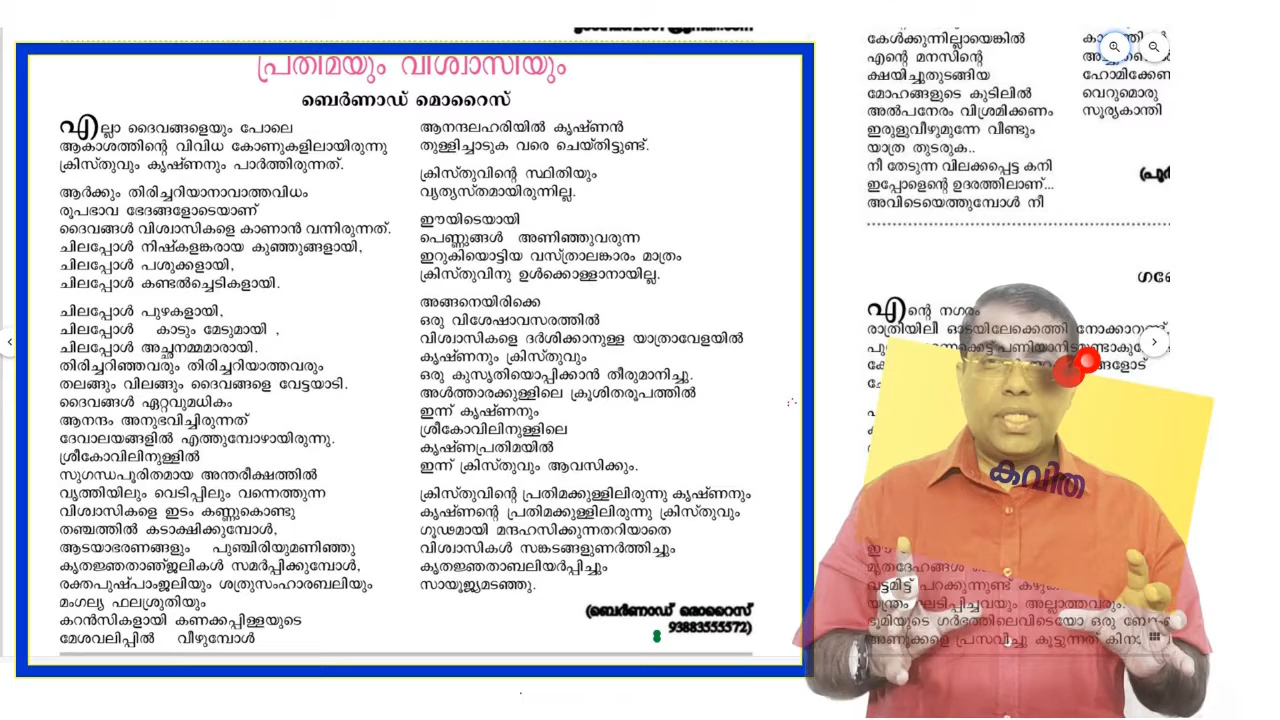 പ്രതിമയും വിശ്വാസിയും
ബെർണാഡ് മൊറൈസ്
എല്ലാ ദൈവങ്ങളെയും പോലെ
ആകാശത്തിന്റെ വിവിധ കോണുകളിലായിരുന്നു
ക്രിസ്തുവും കൃഷ്ണനും പാർത്തിരുന്നത്.
ആർക്കും തിരിച്ചറിയാനാവാത്തവിധം
രൂപഭാവ ഭേദങ്ങളോടെയാണ്
ദൈവങ്ങൾ വിശ്വാസികളെ കാണാൻ വന്നിരുന്നത്.
ചിലപ്പോൾ നിഷ്കളങ്കരായ കുഞ്ഞുങ്ങളായി,
ചിലപ്പോൾ പശുക്കളായി,
ചിലപ്പോൾ കണ്ടൽച്ചെടികളായി.
ചിലപ്പോൾ പുഴകളായി,
ചിലപ്പോൾ കാടും മേടുമായി ,
ചിലപ്പോൾ അച്ഛനമ്മമാരായി.
തിരിച്ചറിഞ്ഞവരും തിരിച്ചറിയാത്തവരും
തലങ്ങും വിലങ്ങും ദൈവങ്ങളെ വേട്ടയാടി.
ദൈവങ്ങൾ ഏറ്റവുമധികം
ആനന്ദം അനുഭവിച്ചിരുന്നത്
ദേവാലയങ്ങളിൽ എത്തുമ്പോഴായിരുന്നു.
ശ്രീകോവിലിനുള്ളിൽ
സുഗന്ധപൂരിതമായ അന്തരീക്ഷത്തിൽ
വൃത്തിയിലും വെടിപ്പിലും വന്നെത്തുന്ന
വിശ്വാസികളെ ഇടം കണ്ണുകൊണ്ടു
തഞ്ചത്തിൽ കടാക്ഷിക്കുമ്പോൾ,
ആടയാഭരണങ്ങളും പുഞ്ചിരിയുമണിഞ്ഞു
കൃതജ്ഞതാഞ്ജലികൾ സമർപ്പിക്കുമ്പോൾ,
രക്തപുഷ്പാംജലിയും ശത്രുസംഹാരബലിയും
മംഗല്യ ഫലശ്രുതിയും
കറൻസികളായി കണക്കപ്പിള്ളയുടെ
മേശവലിപ്പിൽ വീഴുമ്പോൾ
ആനന്ദലഹരിയിൽ കൃഷ്ണൻ
തുള്ളിച്ചാടുക വരെ ചെയ്തിട്ടുണ്ട്.
ക്രിസ്തുവിന്റെ സ്ഥിതിയും
വ്യത്യസ്തമായിരുന്നില്ല.
ഈയിടെയായി
പെണ്ണുങ്ങൾ അണിഞ്ഞുവരുന്ന
ഇറുകിയൊട്ടിയ വസ്ത്രാലങ്കാരം മാത്രം
ക്രിസ്തുവിനു ഉൾക്കൊള്ളാനായില്ല.
അങ്ങനെയിരിക്കെ
ഒരു വിശേഷാവസരത്തിൽ
വിശ്വാസികളെ ദർശിക്കാനുള്ള യാത്രാവേളയിൽ
കൃഷ്ണനും ക്രിസ്തുവും
ഒരു കുസൃതിയൊപ്പിക്കാൻ തീരുമാനിച്ചു.
അൾത്താരക്കുള്ളിലെ ക്രൂശിതരൂപത്തിൽ
ഇന്ന് കൃഷ്ണനും
ശ്രീകോവിലിനുള്ളിലെ
കൃഷ്ണപ്രതിമയിൽ
ഇന്ന് ക്രിസ്തുവും ആവസിക്കും.
ക്രിസ്തുവിന്റെ പ്രതിമക്കുള്ളിലിരുന്നു കൃഷ്ണനും
കൃഷ്ണന്റെ പ്രതിമക്കുള്ളിലിരുന്നു ക്രിസ്തുവും
ഗൂഢമായി മന്ദഹസിക്കുന്നതറിയാതെ
വിശ്വാസികൾ സങ്കടങ്ങളുണർത്തിച്ചും
കൃതജ്ഞതാബലിയർപ്പിച്ചും
സായൂജ്യമടഞ്ഞു.
(ബെർണാഡ് മൊറൈസ്
93883555572)
കേൾക്കുന്നില്ലായെങ്കിൽ
എന്റെ മനസിന്റെ
ക്ഷയിച്ചുതുടങ്ങിയ
മോഹങ്ങളുടെ കുടിലിൽ
അൽപനേരം വിശ്രമിക്കണം
ഇരുളുവീഴുമുന്നേ വീണ്ടും
യാത്ര തുടരുക..
നീ തേടുന്ന വിലക്കപ്പെട്ട കനി
ഇപ്പോളെന്റെ ഉദരത്തിലാണ്...
അവിടെയെത്തുമ്പോൾ നീ
ഹോമിക്കേണ
വെറുമൊരു
സൂര്യകാന്തി
എന്റെ നഗരം
കവിത